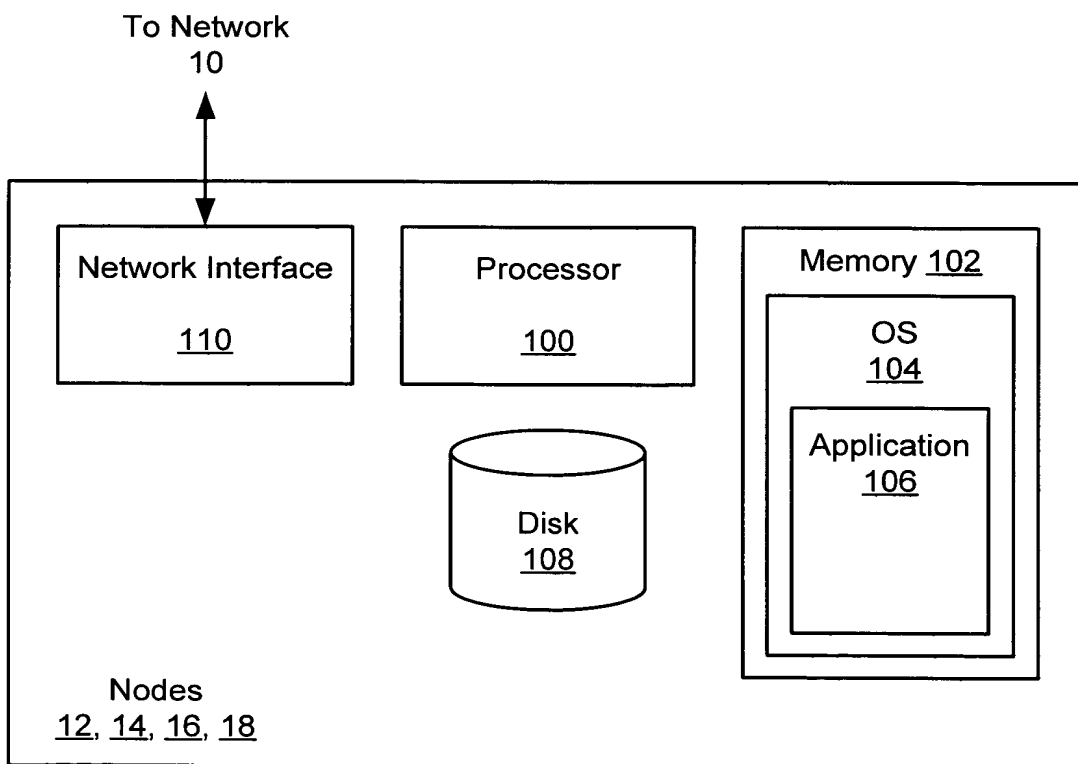 To Network
10
Network Interface
110
Processor
100
Memory 102
OS
104
Application
106
Disk
108
Nodes
12, 14, 16, 18